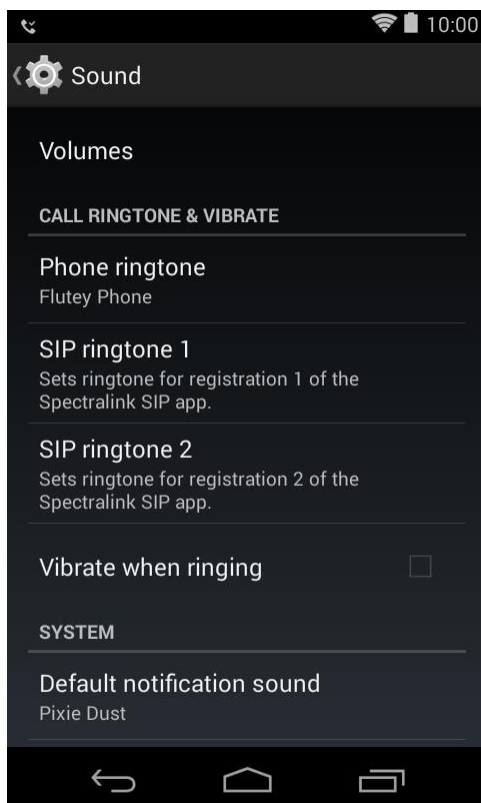 10:00
Sound
Volumes
CALL RINGTONE & VIBRATE
Phone ringtone
Flutey Phone
SIP ringtone 1
Sets ringtone for registration 1 of the
Spectralink SIP app.
SIP ringtone 2
Sets ringtone for registration 2 of the
Spectralink SIP app.
Vibrate when ringing
SYSTEM
Default notification sound
Pixie Dust